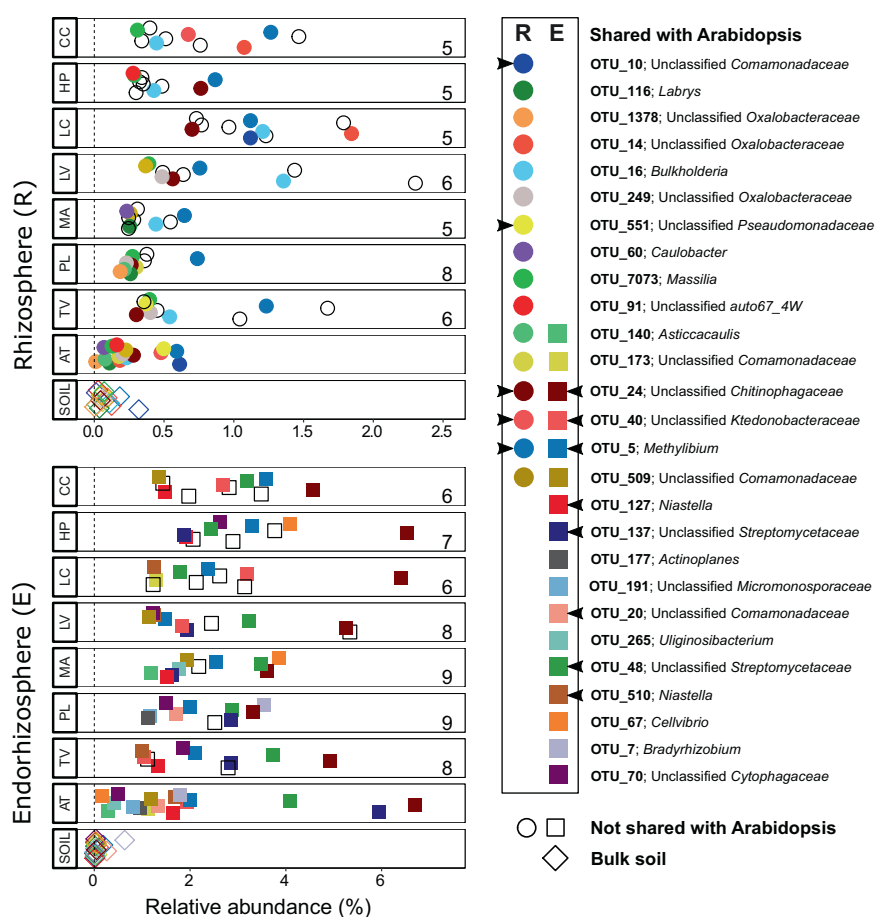 Rhizosphere (R)
CC
5
HP
5
LC
5
LV
6
MA
5
PL
8
TV
6
AT
SOIL
0.0 0.5 1.0 1.5 2.0 2.5
Endorhizosphere (E)
CC
6
HP
7
LC
6
LV
8
MA
9
PL
9
TV
8
AT
SOIL
0 2 4 6
Relative abundance (%)
R E Shared with Arabidopsis
OTU_10; Unclassified Comamonadaceae
OTU_116; Labrys
OTU_1378; Unclassified Oxalobacteraceae
OTU_14; Unclassified Oxalobacteraceae
OTU_16; Bulkholderia
OTU_249; Unclassified Oxalobacteraceae
OTU_551; Unclassified Pseudomonadaceae
OTU_60; Caulobacter
OTU_7073; Massilia
OTU_91; Unclassified auto67_4W
OTU_140; Asticcacaulis
OTU_173; Unclassified Comamonadaceae
OTU_24; Unclassified Chitinophagaceae
OTU_40; Unclassified Ktedonobacteraceae
OTU_5; Methylibium
OTU_509; Unclassified Comamonadaceae
OTU_127; Niastella
OTU_137; Unclassified Streptomycetaceae
OTU_177; Actinoplanes
OTU_191; Unclassified Micromonosporaceae
OTU_20; Unclassified Comamonadaceae
OTU_265; Uliginosibacterium
OTU_48; Unclassified Streptomycetaceae
OTU_510; Niastella
OTU_67; Cellvibrio
OTU_7; Bradyrhizobium
OTU_70; Unclassified Cytophagaceae
Not shared with Arabidopsis
Bulk soil